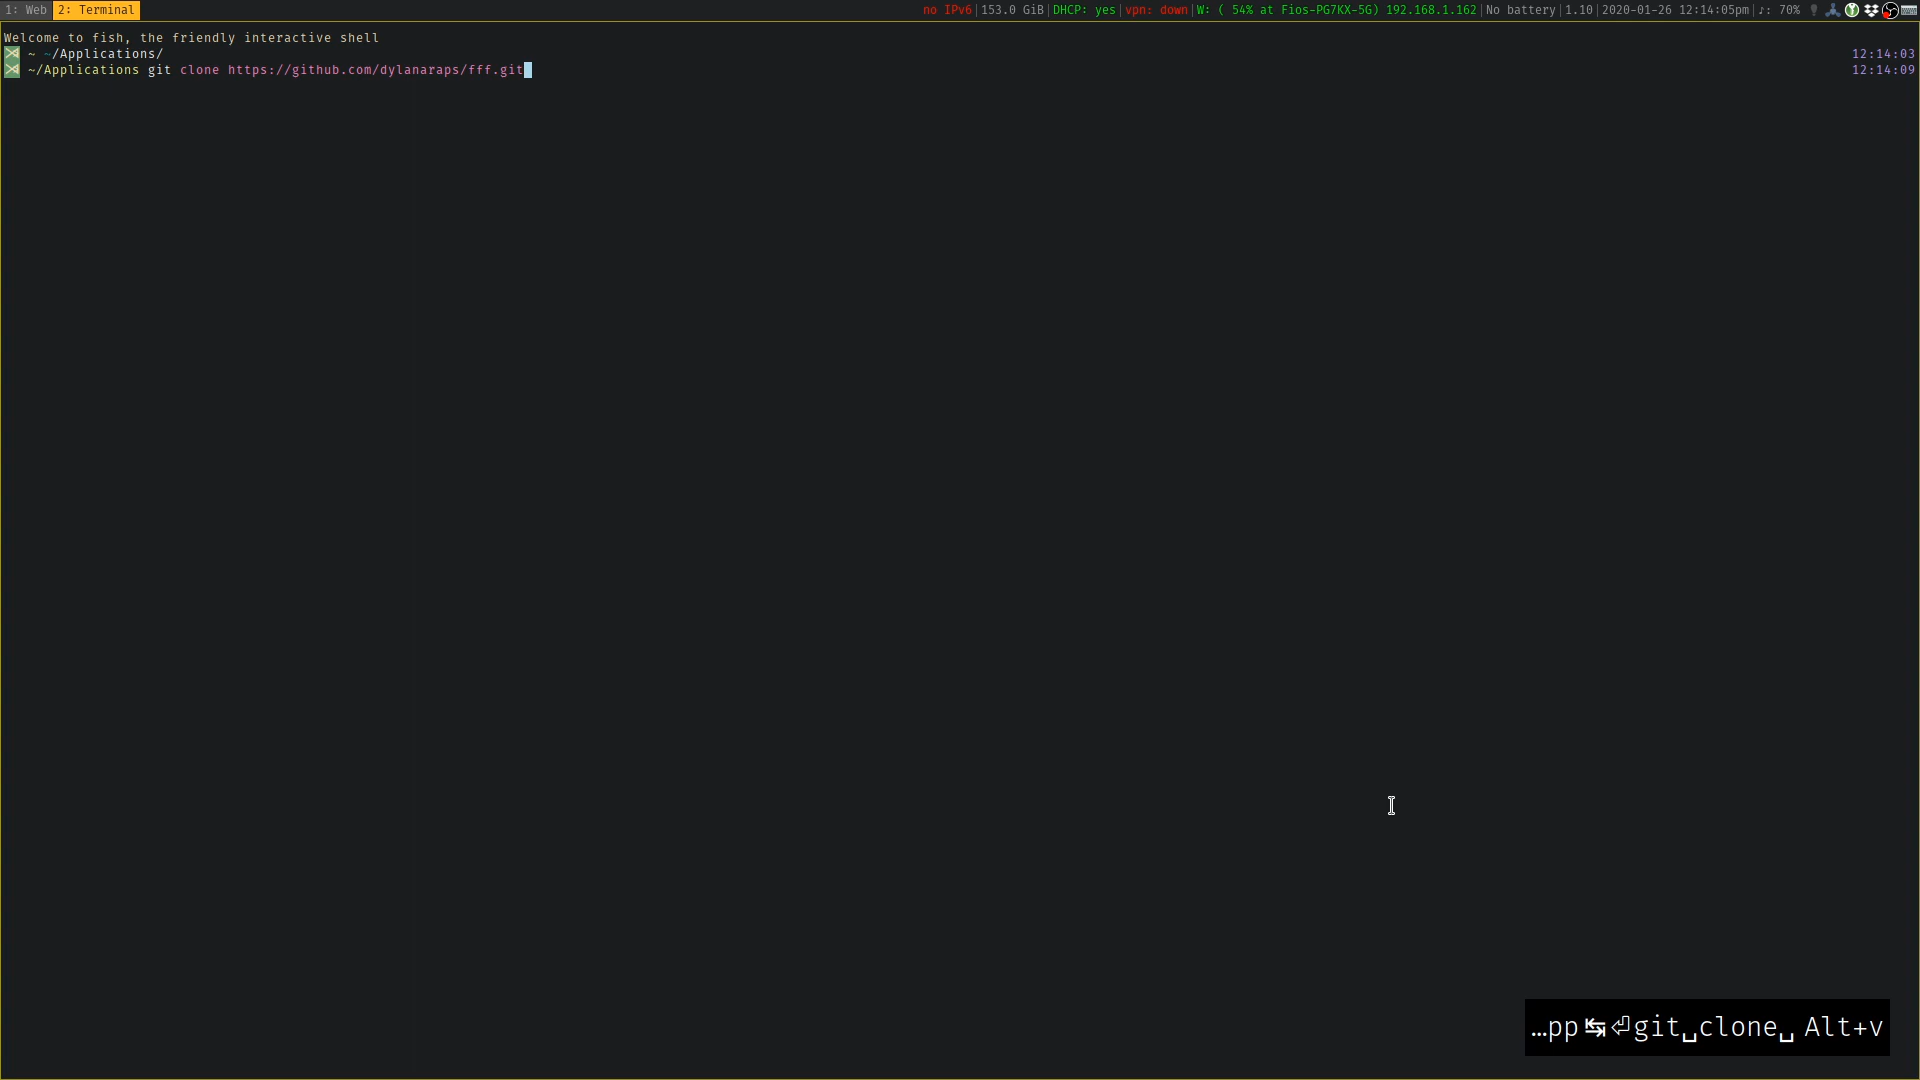 1: Web 2: Terminal no IPv6|153.0 GiB|DHCP: yes|vpn: down|W: ( 54% at Fios-PG7KX-5G) 192.168.1.162|No battery|1.10|2020-01-26 12:14:05pm|♪: 70%
Welcome to fish, the friendly interactive shell
~ ~/Applications/ 12:14:03
~/Applications git clone https://github.com/dylanaraps/fff.git 12:14:09
…pp↹⏎git␣clone␣ Alt+v